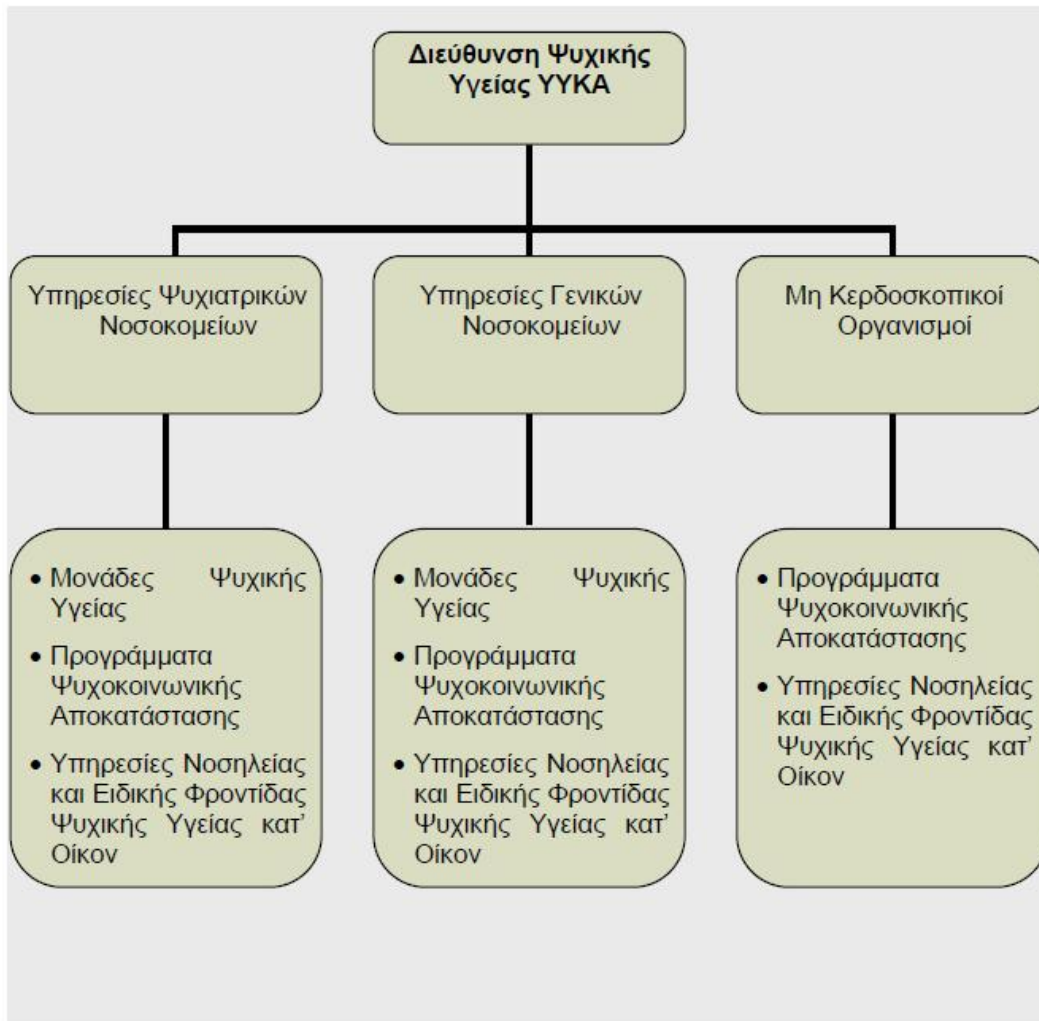 Διεύθυνση Ψυχικής
Υγείας ΥΥΚΑ
Υπηρεσίες Ψυχιατρικών
Νοσοκομείων
Υπηρεσίες Γενικών
Νοσοκομείων
Μη Κερδοσκοπικοί
Οργανισμοί
• Μονάδες Ψυχικής
Υγείας
• Προγράμματα
Ψυχοκοινωνικής
Αποκατάστασης
• Υπηρεσίες Νοσηλείας
και Ειδικής Φροντίδας
Ψυχικής Υγείας κατ’
Οίκον
• Μονάδες Ψυχικής
Υγείας
• Προγράμματα
Ψυχοκοινωνικής
Αποκατάστασης
• Υπηρεσίες Νοσηλείας
και Ειδικής Φροντίδας
Ψυχικής Υγείας κατ’
Οίκον
• Προγράμματα
Ψυχοκοινωνικής
Αποκατάστασης
• Υπηρεσίες Νοσηλείας
και Ειδικής Φροντίδας
Ψυχικής Υγείας κατ’
Οίκον